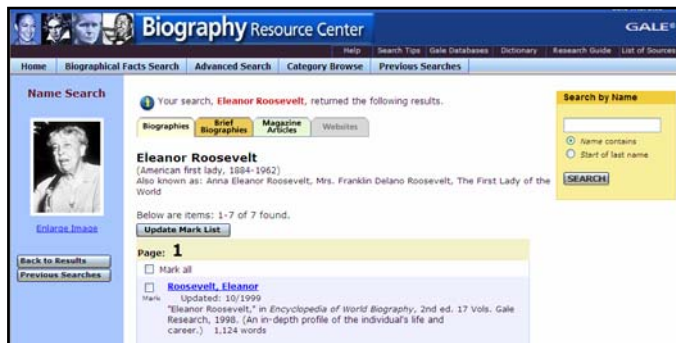 Biography Resource Center
GALE®
Help Search Tips Gale Databases Dictionary Research Guide List of Sources
Home Biographical Facts Search Advanced Search Category Browse Previous Searches
Name Search
Enlarge Image
Back to Results
Previous Searches
Your search, Eleanor Roosevelt, returned the following results.
Biographies Brief Biographies Magazine Articles Websites
Eleanor Roosevelt
(American first lady, 1884-1962)
Also known as: Anna Eleanor Roosevelt, Mrs. Franklin Delano Roosevelt, The First Lady of the
World
Below are items: 1-7 of 7 found.
Update Mark List
Page: 1
Mark all
Mark
Roosevelt, Eleanor
Updated: 10/1999
"Eleanor Roosevelt," in Encyclopedia of World Biography, 2nd ed. 17 Vols. Gale
Research, 1998. (An in-depth profile of the individual's life and
career.) 1,124 words
Search by Name
Name contains
Start of last name
SEARCH